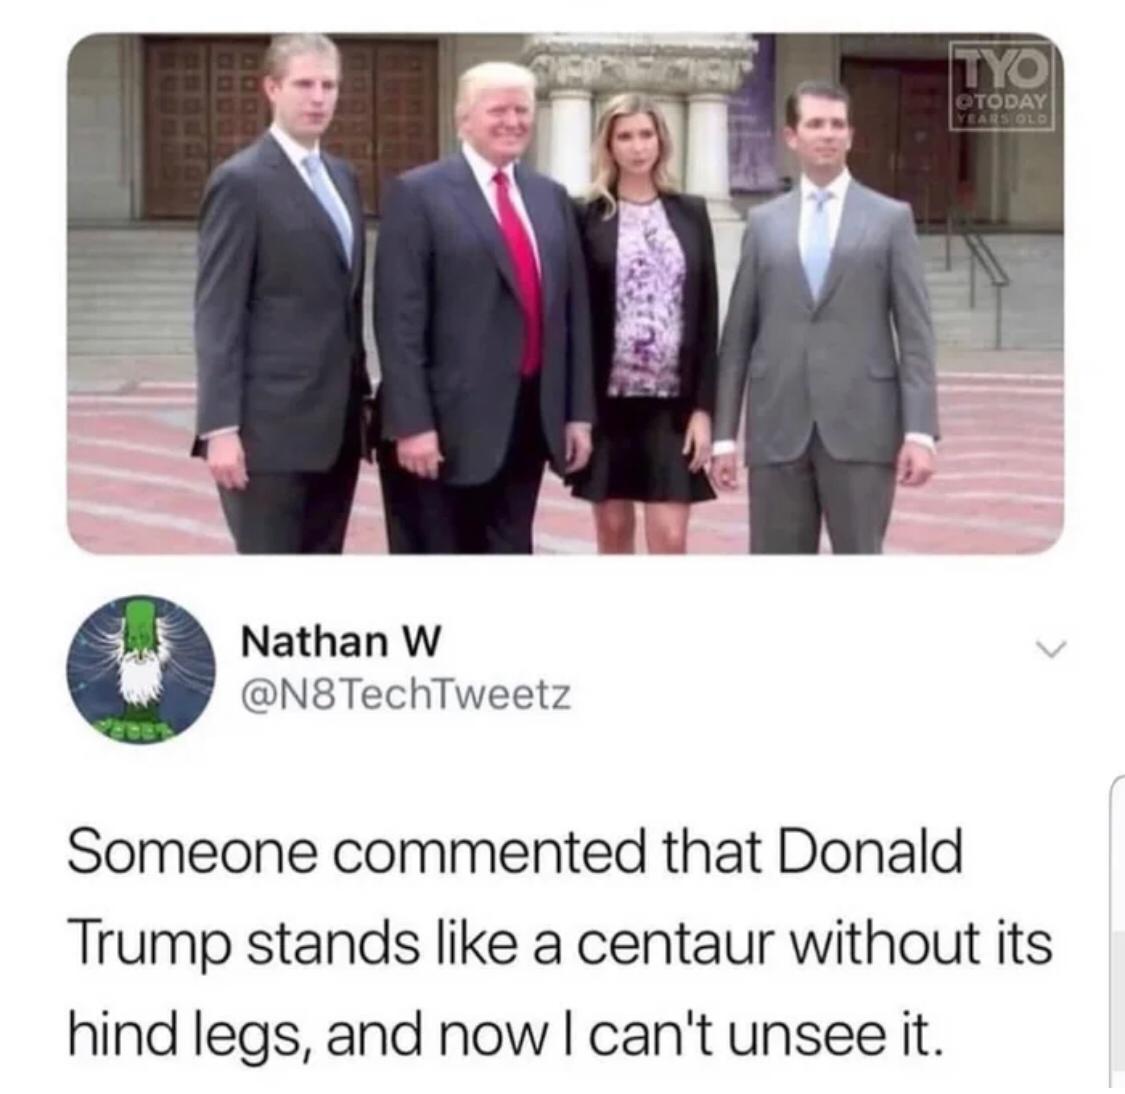 TYO
@TODAY
YEARS OLD
Nathan W
@N8TechTweetz
Someone commented that Donald
Trump stands like a centaur without its
hind legs, and now I can't unsee it.